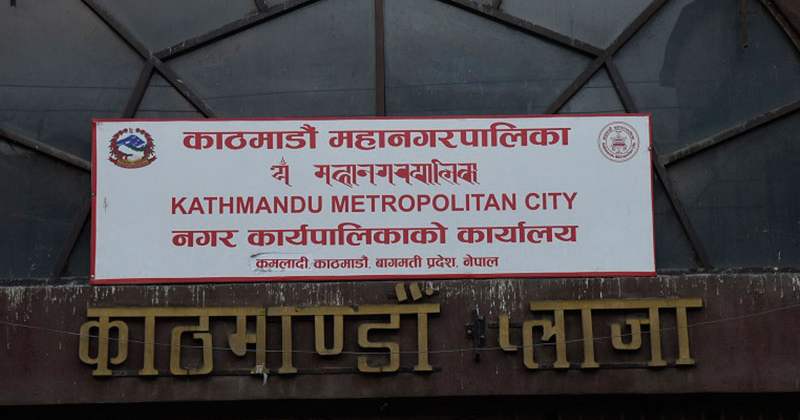 काठमाडौं महानगरपालिका
KATHMANDU METROPOLITAN CITY
नगर कार्यपालिकाको कार्यालय
कमलादी, काठमाडौं, बागमती प्रदेश, नेपाल
काठमाण्डौँ प्लाजा